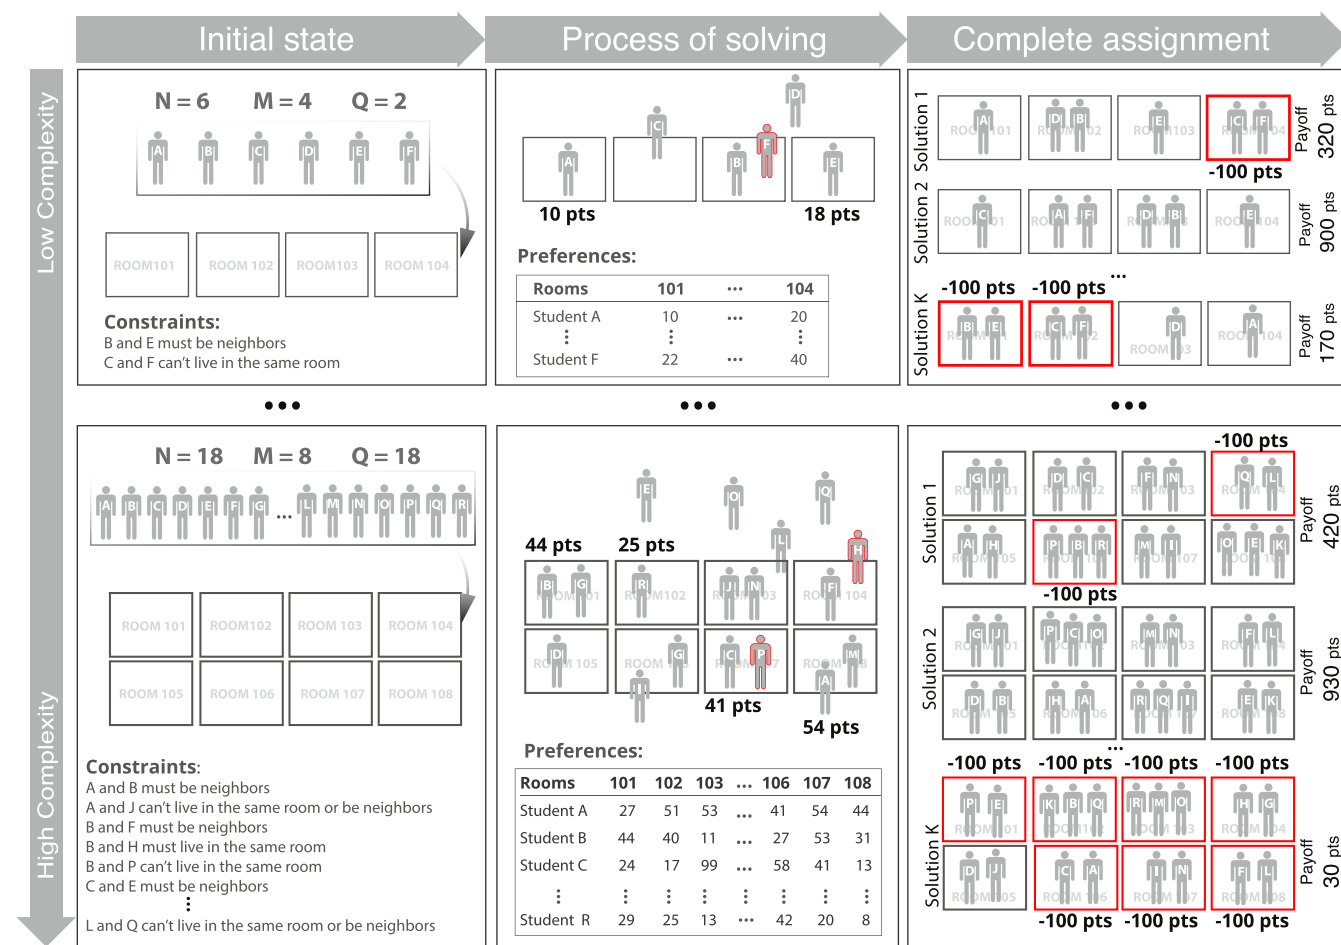 Initial state
Process of solving
Complete assignment
Low Complexity
N = 6 M = 4 Q = 2
A B C D E F
ROOM101 ROOM 102 ROOM103 ROOM 104
Constraints:
B and E must be neighbors
C and F can't live in the same room
D
C
F
A B E
10 pts 18 pts
Preferences:
Rooms 101 ... 104
Student A 10 ... 20
Student F 22 ... 40
Solution 1
A D B E C F
-100 pts
Payoff
320 pts
Solution 2
C A F D B E
Payoff
900 pts
...
-100 pts -100 pts
Solution K
B E C F D A
Payoff
170 pts
High Complexity
N = 18 M = 8 Q = 18
A B C D E F G ... L M N O P Q R
ROOM 101 ROOM102 ROOM 103 ROOM 104
ROOM 105 ROOM 106 ROOM 107 ROOM 108
Constraints:
A and B must be neighbors
A and J can't live in the same room or be neighbors
B and F must be neighbors
B and H must live in the same room
B and P can't live in the same room
C and E must be neighbors
L and Q can't live in the same room or be neighbors
E O Q
L H
44 pts 25 pts
B G R J N F
D G C P M
I A
41 pts
54 pts
Preferences:
Rooms 101 102 103 ... 106 107 108
Student A 27 51 53 ... 41 54 44
Student B 44 40 11 ... 27 53 31
Student C 24 17 99 ... 58 41 13
Student R 29 25 13 ... 42 20 8
-100 pts
Solution 1
G J D C F N Q L
A H P B R M I O E K
-100 pts
Payoff
420 pts
Solution 2
G J P C O M N F L
D B H A R Q I E K
Payoff
930 pts
...
-100 pts -100 pts -100 pts -100 pts
Solution K
P E K B Q R M O H G
D J C A I N F L
-100 pts -100 pts -100 pts
Payoff
30 pts